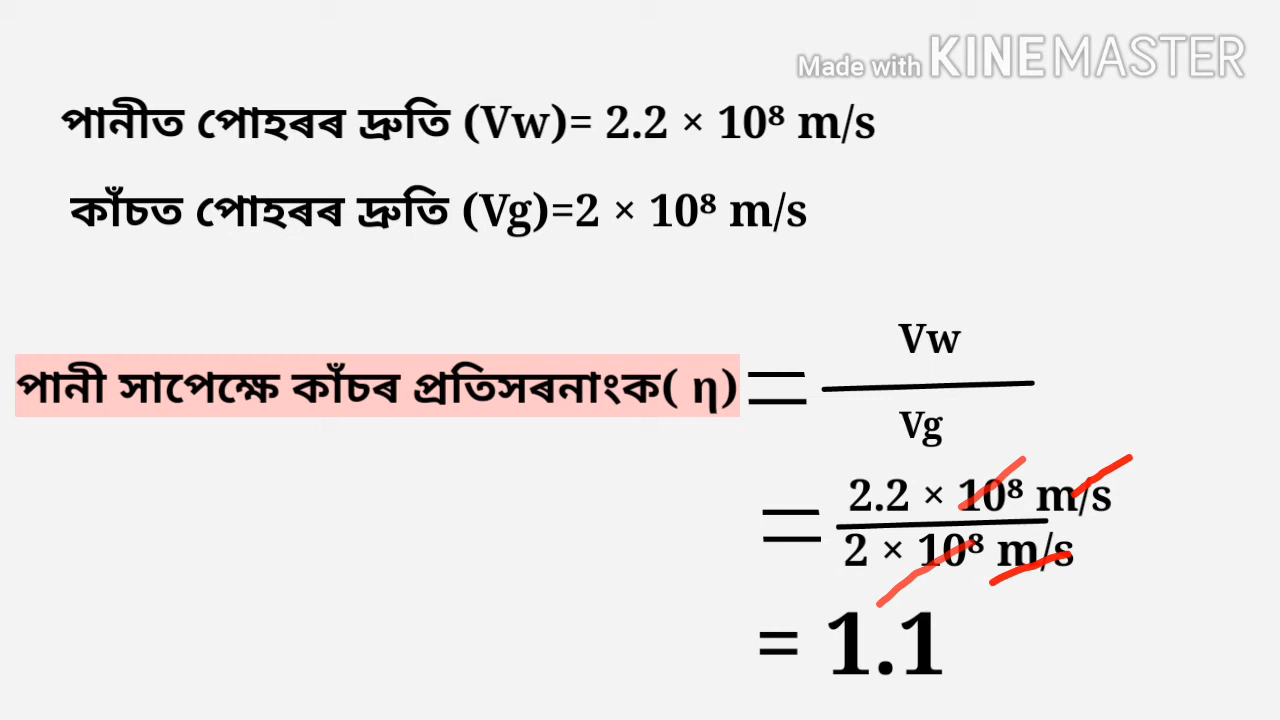 Made with KINEMASTER
পানীত পোহৰৰ দ্ৰুতি (Vw)= 2.2 × 10⁸ m/s
কাঁচত পোহৰৰ দ্ৰুতি (Vg)=2 × 10⁸ m/s
Vw
পানী সাপেক্ষে কাঁচৰ প্ৰতিসৰনাংক( η) =
Vg
= 2.2 × 10⁸ m/s
2 × 10⁸ m/s
= 1.1